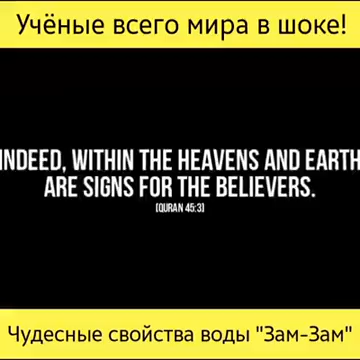 Учёные всего мира в шоке!
INDEED, WITHIN THE HEAVENS AND EARTH
ARE SIGNS FOR THE BELIEVERS.
[QURAN 45:3]
Чудесные свойства воды "Зам-Зам"